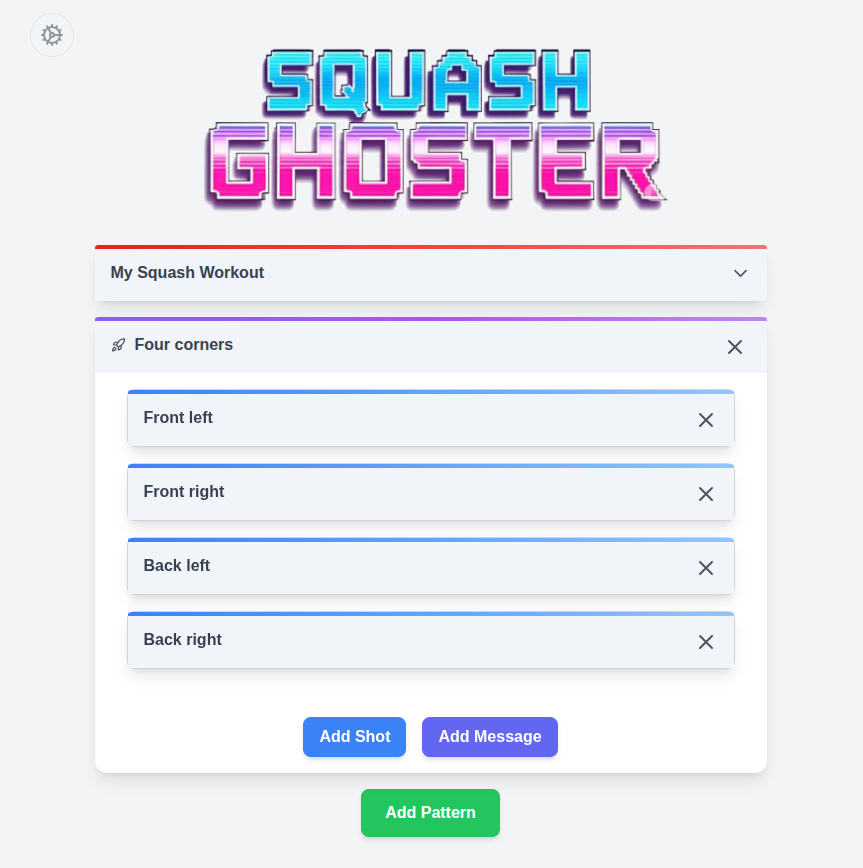 SQUASH
GHOSTER
My Squash Workout
Four corners
Front left
Front right
Back left
Back right
Add Shot
Add Message
Add Pattern